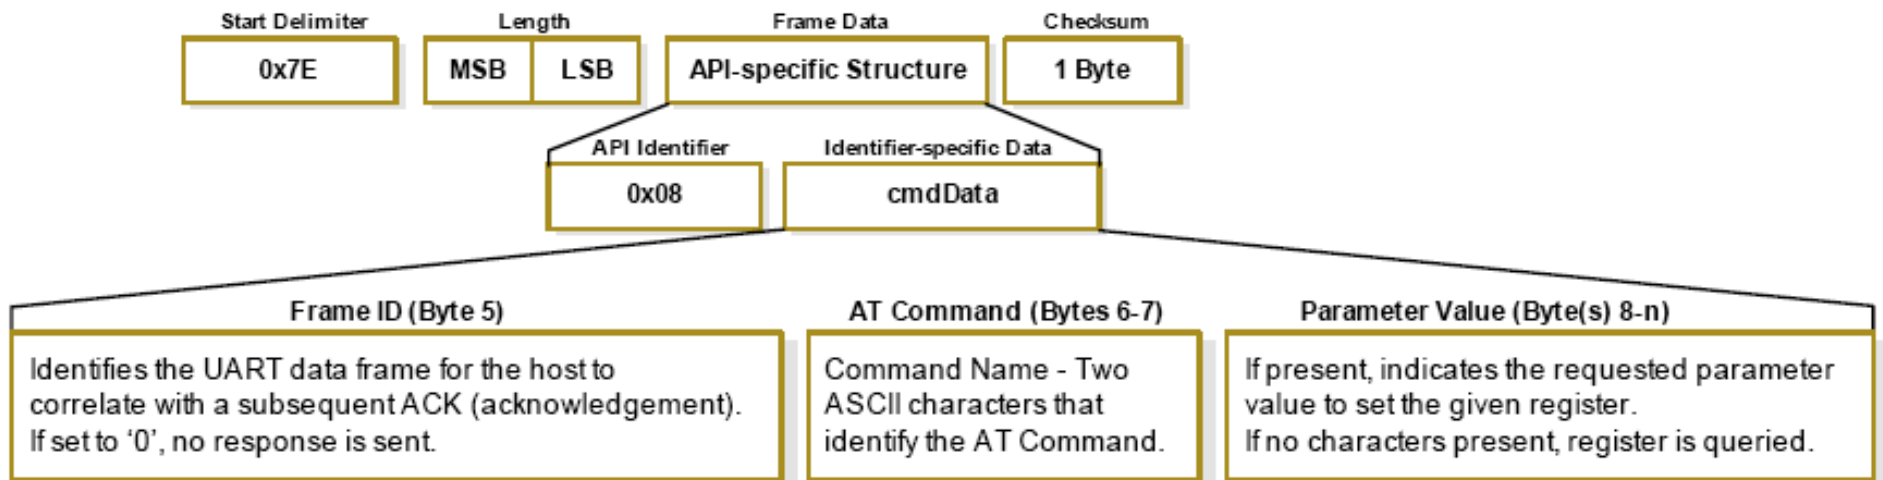 Start Delimiter
Length
Frame Data
Checksum
0x7E
MSB
LSB
API-specific Structure
1 Byte
API Identifier
Identifier-specific Data
0x08
cmdData
Frame ID (Byte 5)
AT Command (Bytes 6-7)
Parameter Value (Byte(s) 8-n)
Identifies the UART data frame for the host to
correlate with a subsequent ACK (acknowledgement).
If set to ‘0’, no response is sent.
Command Name - Two
ASCII characters that
identify the AT Command.
If present, indicates the requested parameter
value to set the given register.
If no characters present, register is queried.